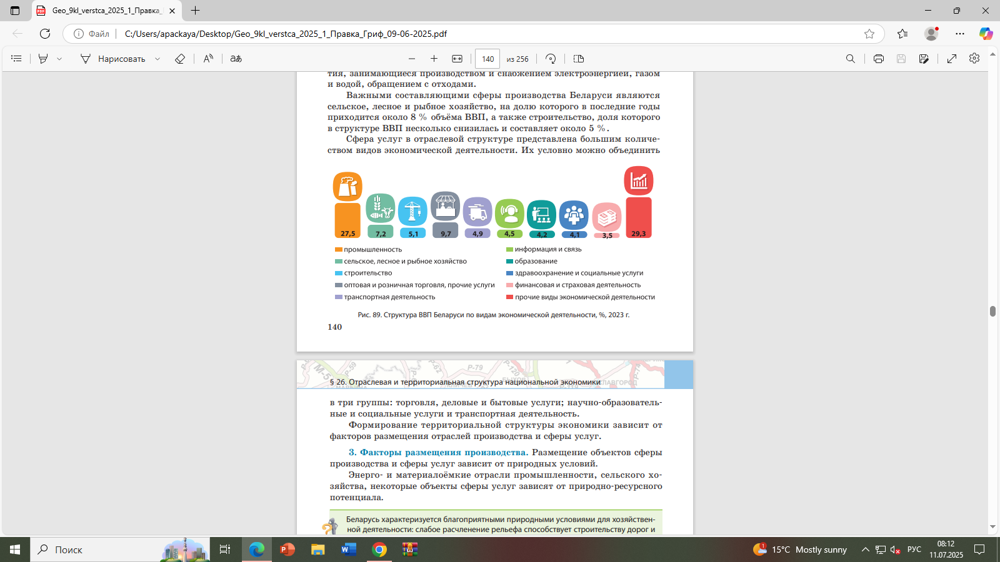 Geo_9kl_verstca_2025_1_Правка_
Файл
C:/Users/apackaya/Desktop/Geo_9kl_verstca_2025_1_Правка_Гриф_09-06-2025.pdf
Нарисовать
140
из 256
тия, занимающиеся производством и снабжением электроэнергией, газом
и водой, обращением с отходами.
Важными составляющими сферы производства Беларуси являются
сельское, лесное и рыбное хозяйство, на долю которого в последние годы
приходится около 8 % объёма ВВП, а также строительство, доля которого
в структуре ВВП несколько снизилась и составляет около 5 %.
Сфера услуг в отраслевой структуре представлена большим количе-
ством видов экономической деятельности. Их условно можно объединить
27,5 7,2 5,1 9,7 4,9 4,5 4,2 4,1 3,5 29,3
промышленность
сельское, лесное и рыбное хозяйство
строительство
оптовая и розничная торговля, прочие услуги
транспортная деятельность
информация и связь
образование
здравоохранение и социальные услуги
финансовая и страховая деятельность
прочие виды экономической деятельности
Рис. 89. Структура ВВП Беларуси по видам экономической деятельности, %, 2023 г.
140
М-5
Р-59
Р-62
Р-79
Р-120
§ 26. Отраслевая и территориальная структура национальной экономики
в три группы: торговля, деловые и бытовые услуги; научно-образователь-
ные и социальные услуги и транспортная деятельность.
Формирование территориальной структуры экономики зависит от
факторов размещения отраслей производства и сферы услуг.
3. Факторы размещения производства. Размещение объектов сферы
производства и сферы услуг зависит от природных условий.
Энерго- и материалоёмкие отрасли промышленности, сельского хо-
зяйства, некоторые объекты сферы услуг зависят от природно-ресурсного
потенциала.
Беларусь характеризуется благоприятными природными условиями для хозяйствен-
ной деятельности: слабое расчленение рельефа способствует строительству дорог и
Поиск
15°C Mostly sunny
РУС
08:12
11.07.2025